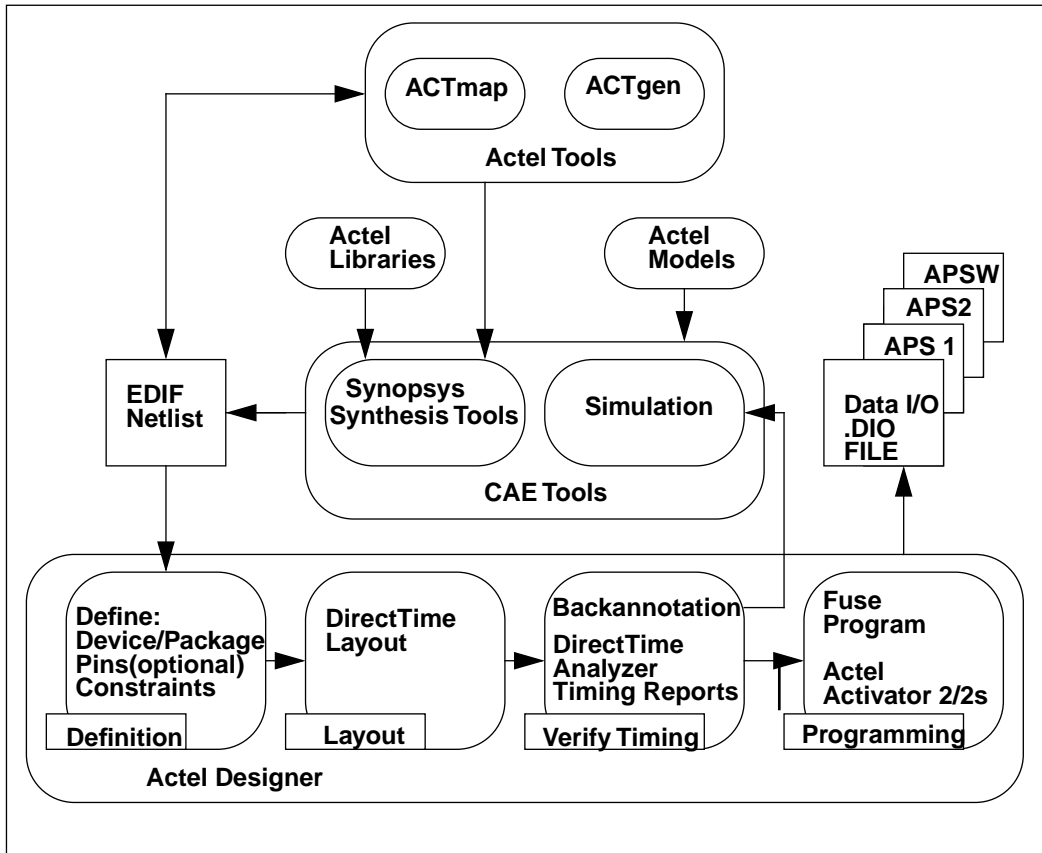 ACTmap
ACTgen
Actel Tools
Actel
Libraries
Actel
Models
APSW
APS2
APS 1
Data I/O
.DIO
FILE
EDIF
Netlist
Synopsys
Synthesis Tools
Simulation
CAE Tools
Define:
Device/Package
Pins(optional)
Constraints
Definition
DirectTime
Layout
Layout
Backannotation
DirectTime
Analyzer
Timing Reports
Verify Timing
Fuse
Program
Actel
Activator 2/2s
Programming
Actel Designer